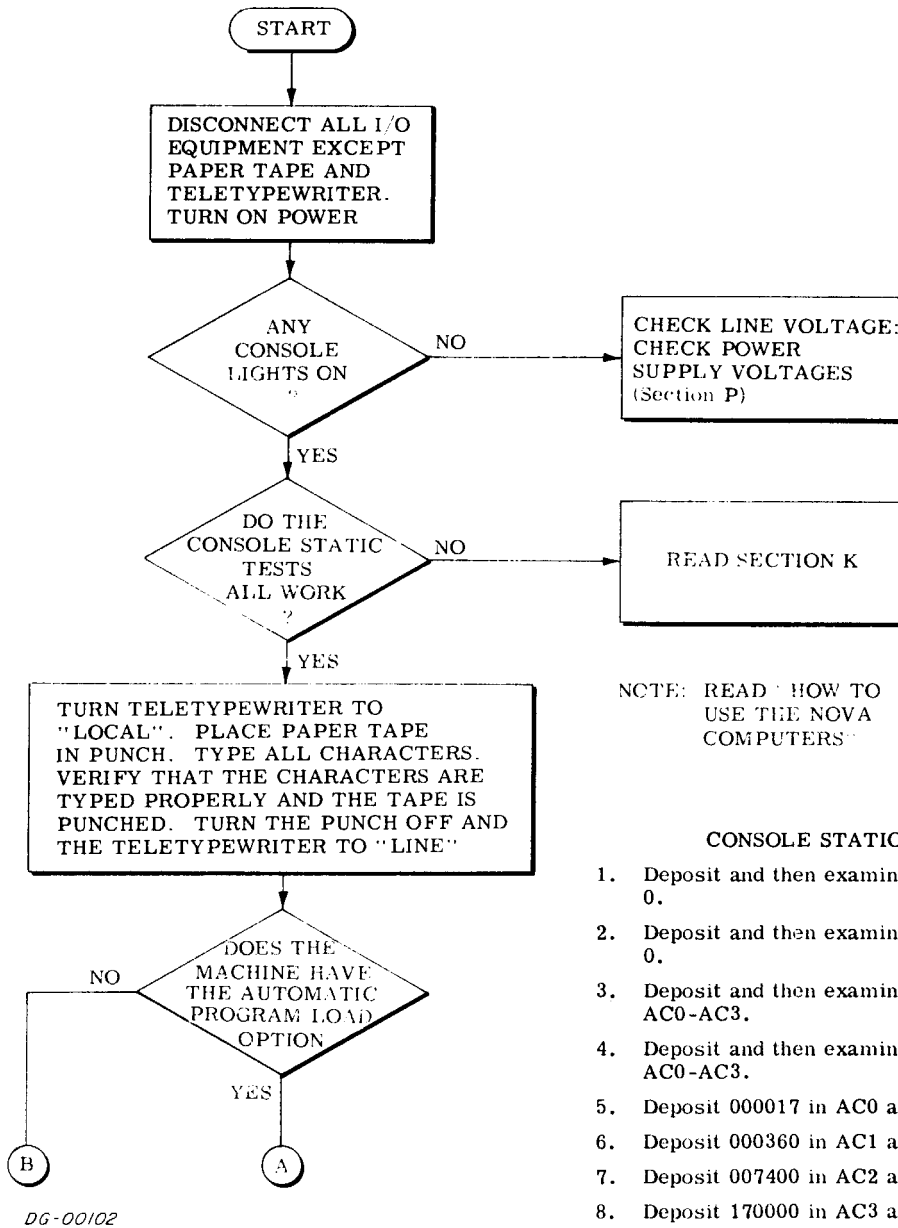 START
DISCONNECT ALL I/O
EQUIPMENT EXCEPT
PAPER TAPE AND
TELETYPEWRITER.
TURN ON POWER
ANY
CONSOLE
LIGHTS ON
?
NO
CHECK LINE VOLTAGE:
CHECK POWER
SUPPLY VOLTAGES
(Section P)
YES
DO THE
CONSOLE STATIC
TESTS
ALL WORK
?
NO
READ SECTION K
YES
NOTE: READ "HOW TO
USE THE NOVA
COMPUTERS"
TURN TELETYPEWRITER TO
"LOCAL". PLACE PAPER TAPE
IN PUNCH. TYPE ALL CHARACTERS.
VERIFY THAT THE CHARACTERS ARE
TYPED PROPERLY AND THE TAPE IS
PUNCHED. TURN THE PUNCH OFF AND
THE TELETYPEWRITER TO "LINE"
DOES THE
MACHINE HAVE
THE AUTOMATIC
PROGRAM LOAD
OPTION
NO
YES
B
A
CONSOLE STATIC
1. Deposit and then examin
0.
2. Deposit and then examin
0.
3. Deposit and then examin
AC0-AC3.
4. Deposit and then examin
AC0-AC3.
5. Deposit 000017 in AC0 a
6. Deposit 000360 in AC1 a
7. Deposit 007400 in AC2 a
8. Deposit 170000 in AC3 a
DG-00102